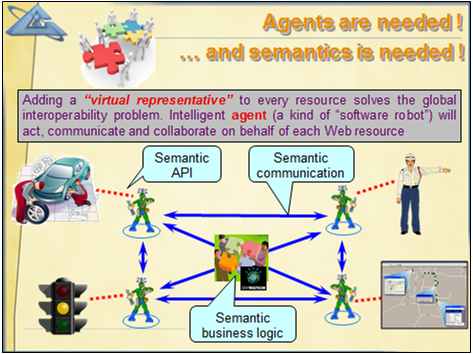 Agents are needed !
… and semantics is needed !
Adding a “virtual representative” to every resource solves the global
interoperability problem. Intelligent agent (a kind of “software robot”) will
act, communicate and collaborate on behalf of each Web resource
Semantic
API
Semantic
communication
Semantic
business logic